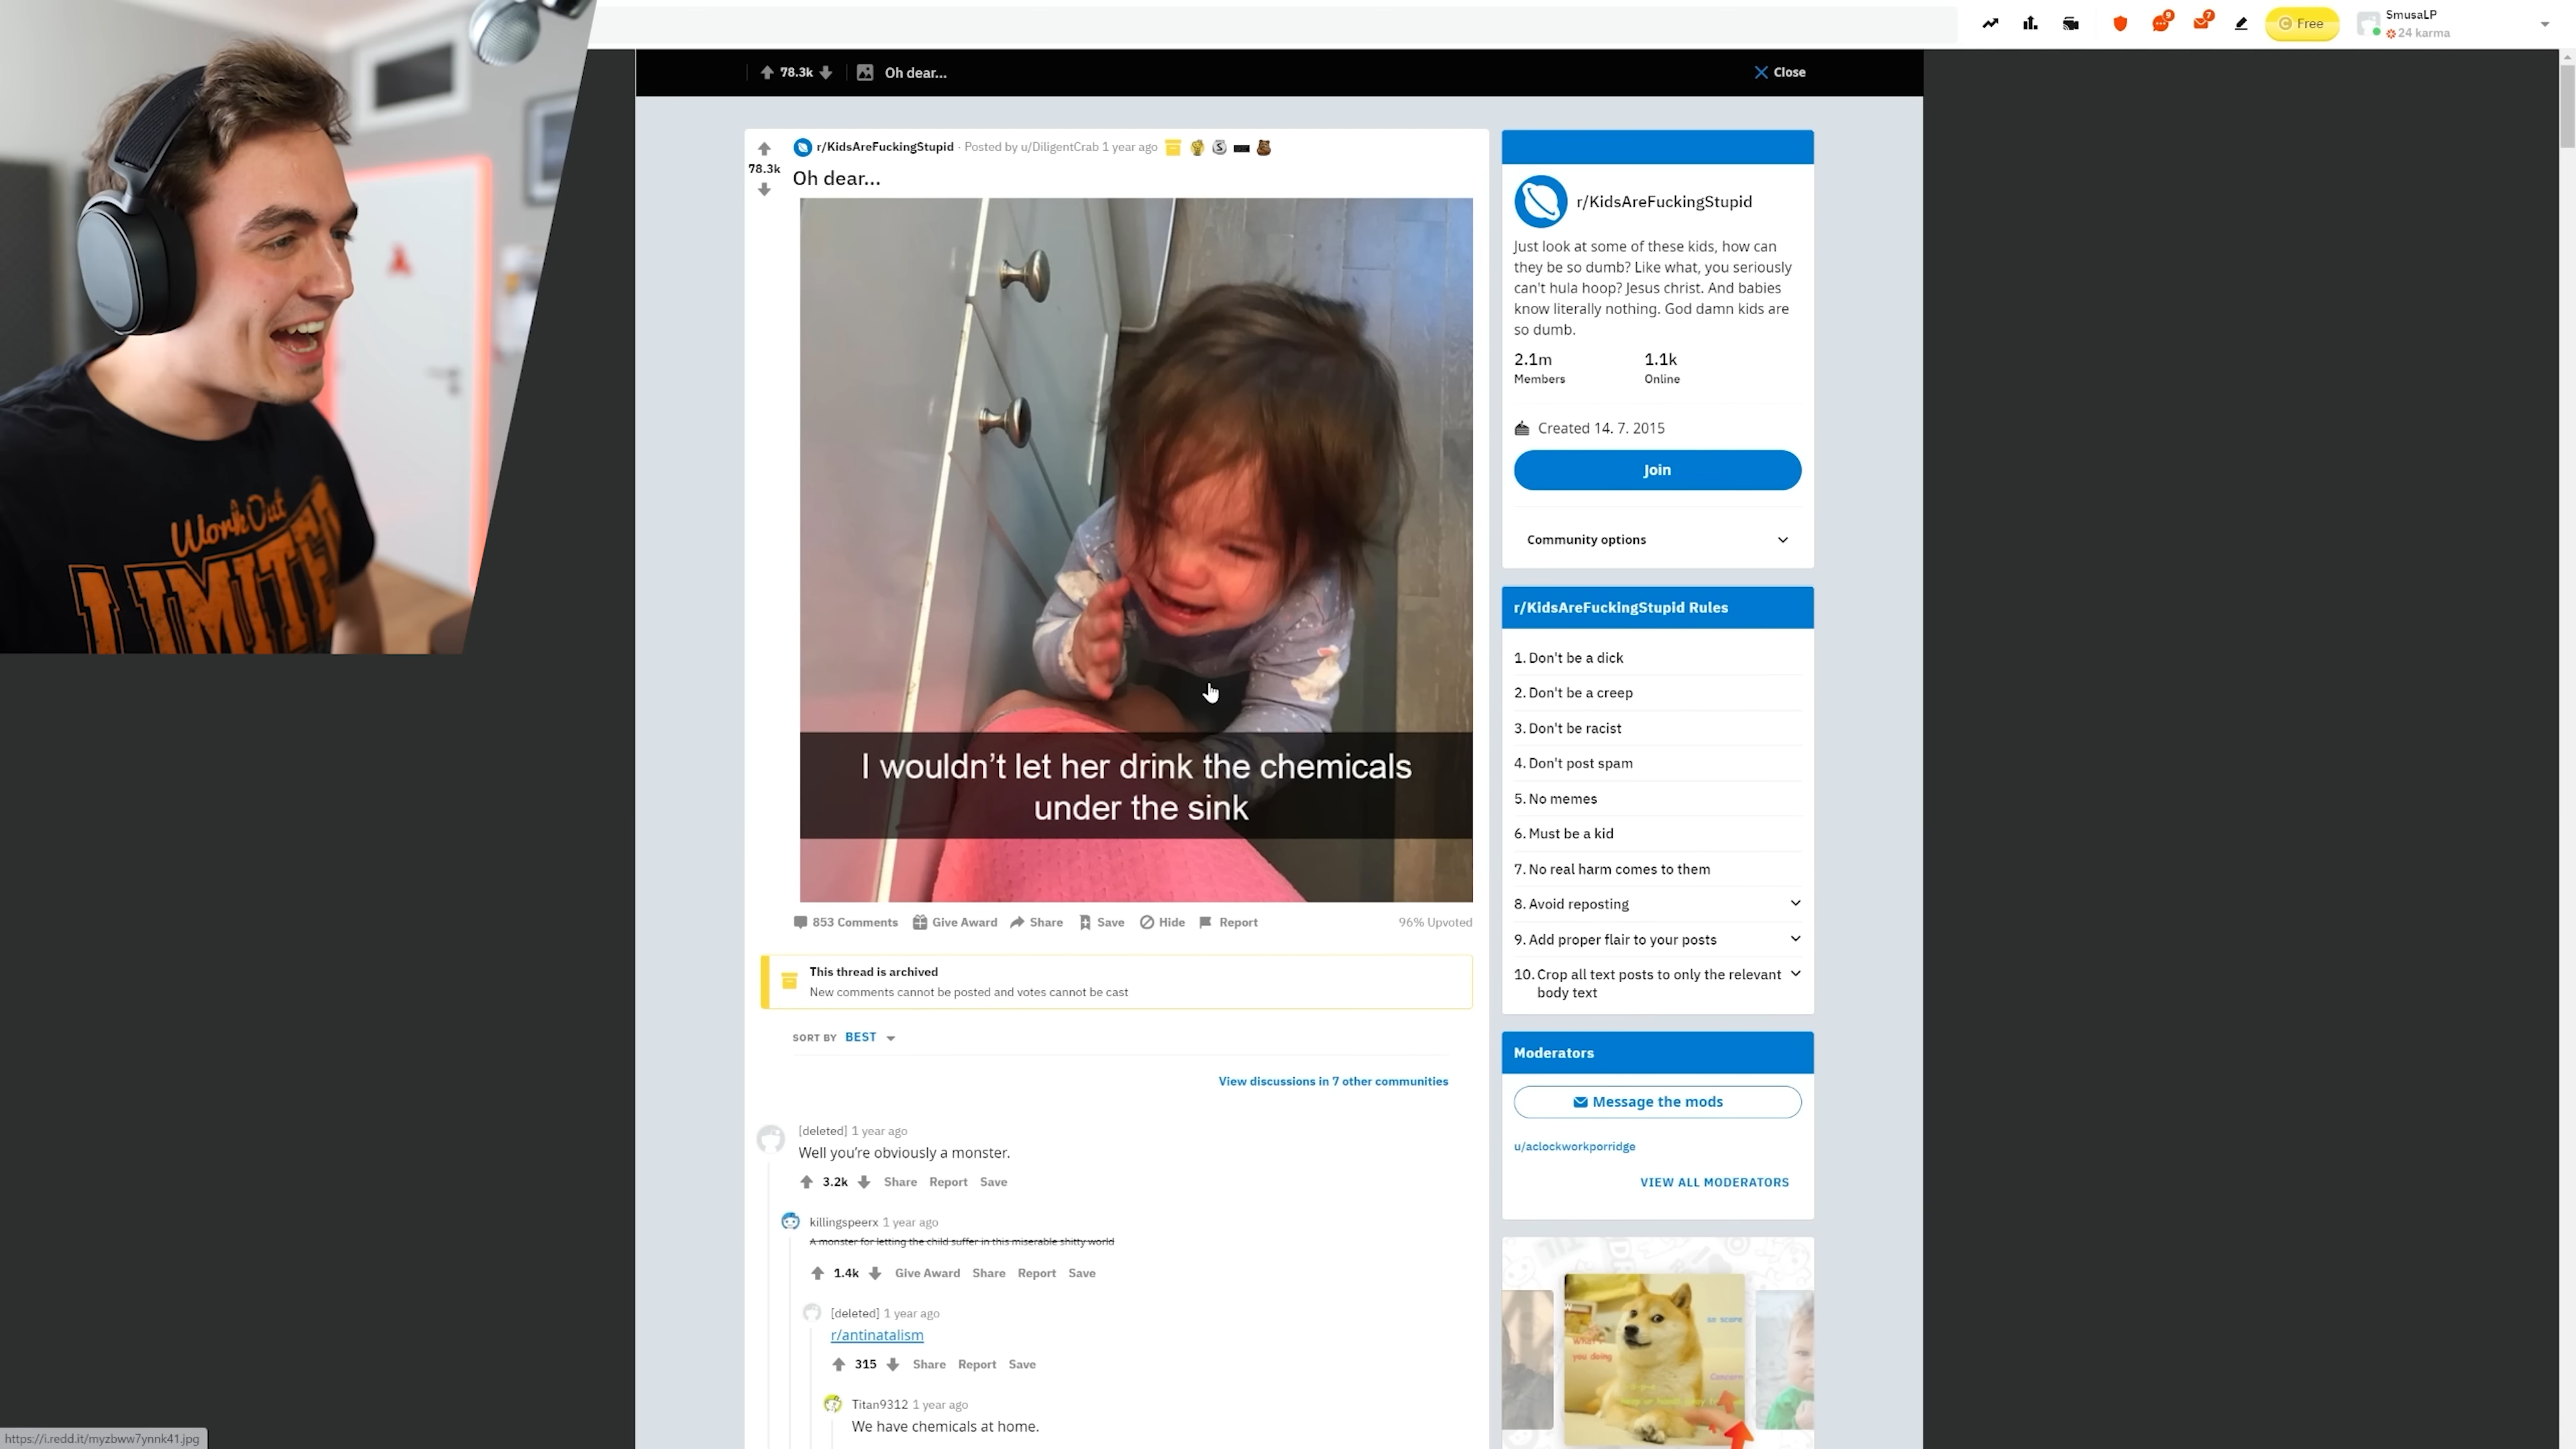 Free
SmusaLP
24 karma
9
7
78.3k
Oh dear...
Close
r/KidsAreFuckingStupid · Posted by u/DiligentCrab 1 year ago
78.3k
Oh dear...
WorkOut
LIMITED
I wouldn't let her drink the chemicals
under the sink
853 Comments Give Award Share Save Hide Report 96% Upvoted
This thread is archived
New comments cannot be posted and votes cannot be cast
SORT BY BEST
View discussions in 7 other communities
[deleted] 1 year ago
Well you're obviously a monster.
3.2k Share Report Save
killingspeerx 1 year ago
A monster for letting the child suffer in this miserable shitty world
1.4k Give Award Share Report Save
[deleted] 1 year ago
r/antinatalism
315 Share Report Save
Titan9312 1 year ago
We have chemicals at home.
r/KidsAreFuckingStupid
Just look at some of these kids, how can
they be so dumb? Like what, you seriously
can't hula hoop? Jesus christ. And babies
know literally nothing. God damn kids are
so dumb.
2.1m 1.1k
Members Online
Created 14. 7. 2015
Join
Community options
r/KidsAreFuckingStupid Rules
1. Don't be a dick
2. Don't be a creep
3. Don't be racist
4. Don't post spam
5. No memes
6. Must be a kid
7. No real harm comes to them
8. Avoid reposting
9. Add proper flair to your posts
10. Crop all text posts to only the relevant
body text
Moderators
Message the mods
u/aclockworkporridge
VIEW ALL MODERATORS
so scare
what r
you doing
Concern
https://i.redd.it/myzbww7ynnk41.jpg